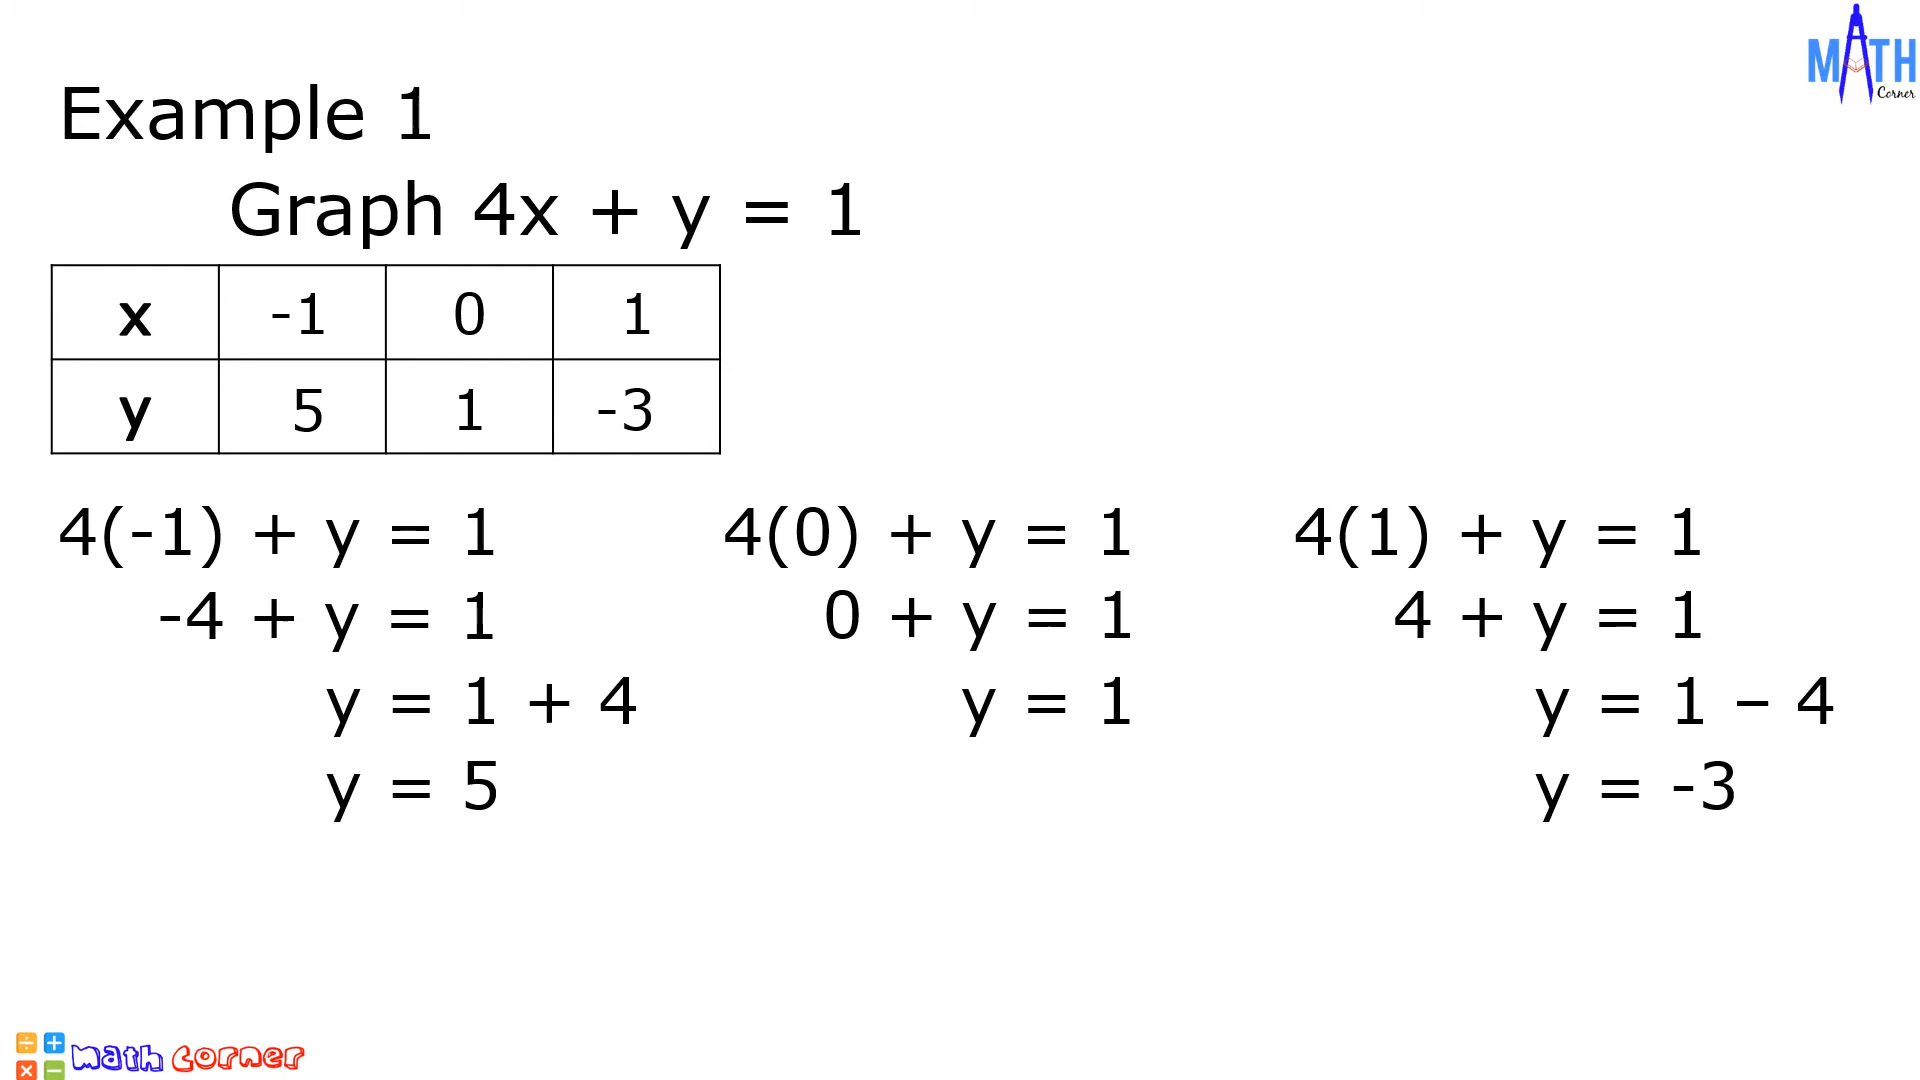 MATH
Corner
Example 1
Graph 4x + y = 1
x -1 0 1
y 5 1 -3
4(-1) + y = 1
-4 + y = 1
y = 1 + 4
y = 5
4(0) + y = 1
0 + y = 1
y = 1
4(1) + y = 1
4 + y = 1
y = 1 – 4
y = -3
÷ +
× −
math corner